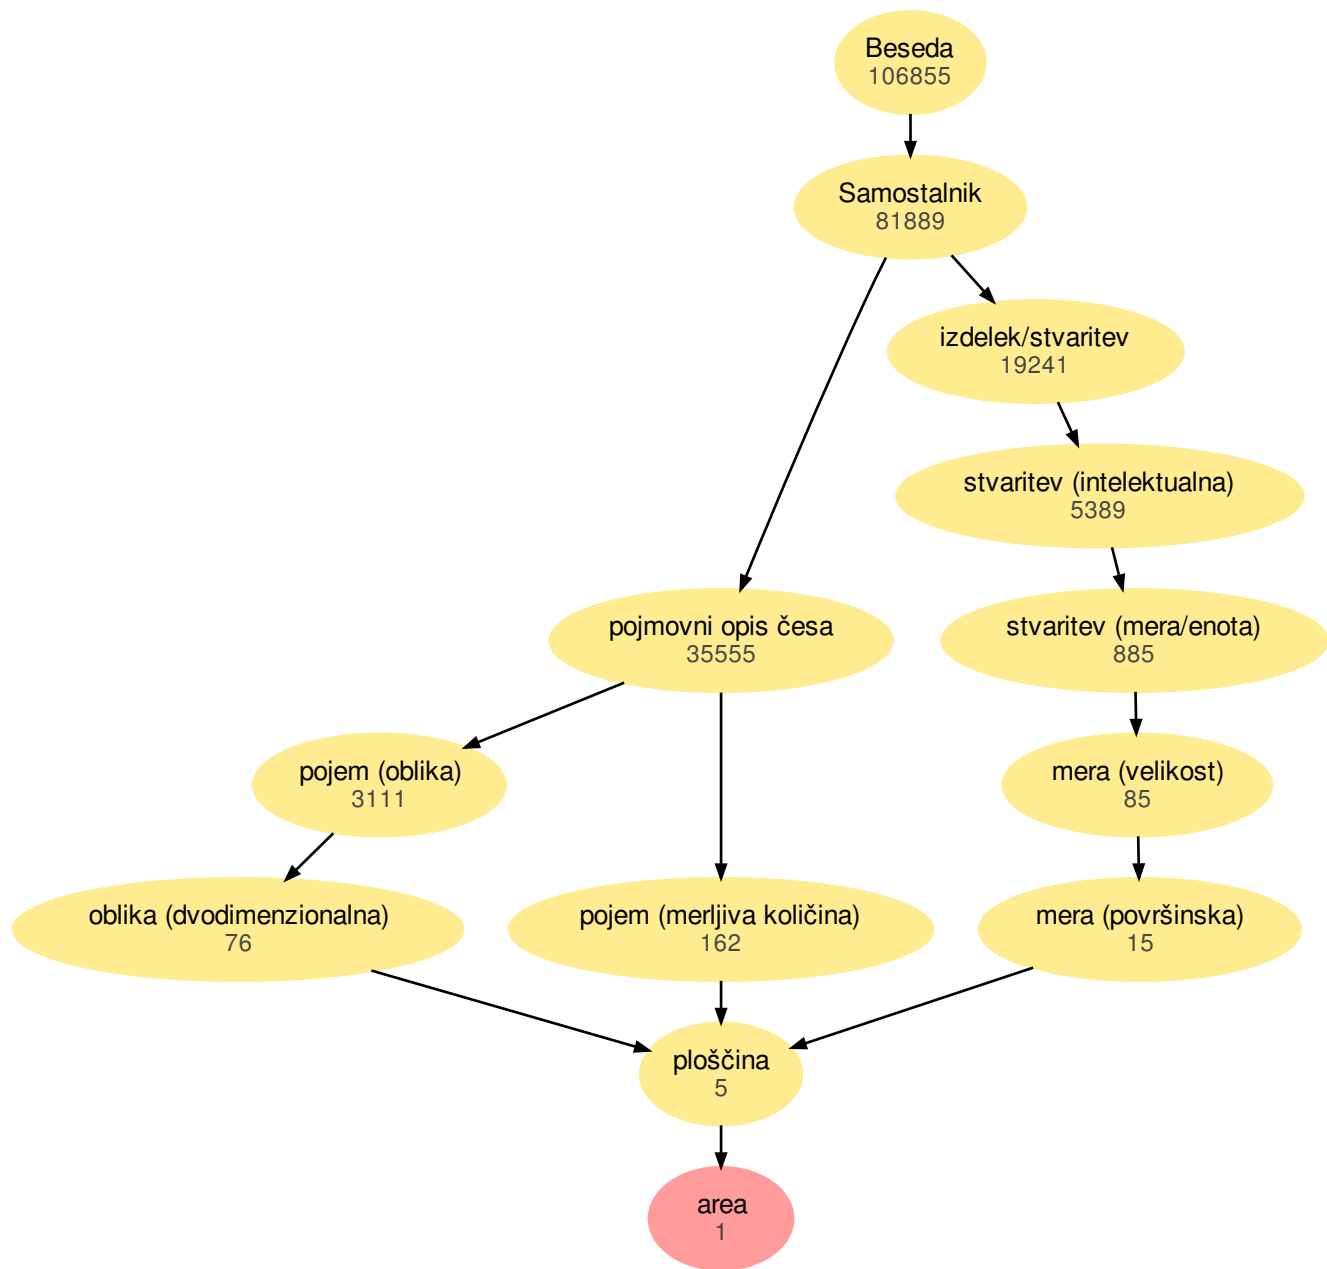 Beseda
106855
Samostalnik
81889
izdelek/stvaritev
19241
stvaritev (intelektualna)
5389
pojmovni opis česa
35555
stvaritev (mera/enota)
885
pojem (oblika)
3111
mera (velikost)
85
oblika (dvodimenzionalna)
76
pojem (merljiva količina)
162
mera (površinska)
15
ploščina
5
area
1